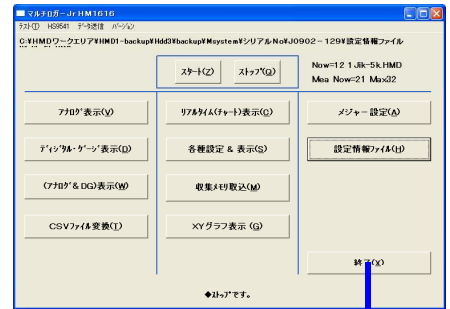 マルチロガー Jr HM1616
テスト(T) HS9541 データ送信 バージョン
C:¥HMDワークエリア¥HMD1-backup¥Hdd3¥backup¥Msystem¥シリアルNo¥J0902-129¥設定情報ファイル
スタート(Z) ストップ(Q)
Now=12 1 Jik-5k.HMD
Mea Now=21 Max32
アナログ表示(V) リアルタイム(チャート)表示(C) メジャー設定(A)
ディジタル・ゲージ表示(D) 各種設定 & 表示(S) 設定情報ファイル(H)
(アナログ & DG)表示(W) 収集メモリ取込(M)
CSVファイル変換(T) XYグラフ表示 (G)
終了(X)
◆ストップです。